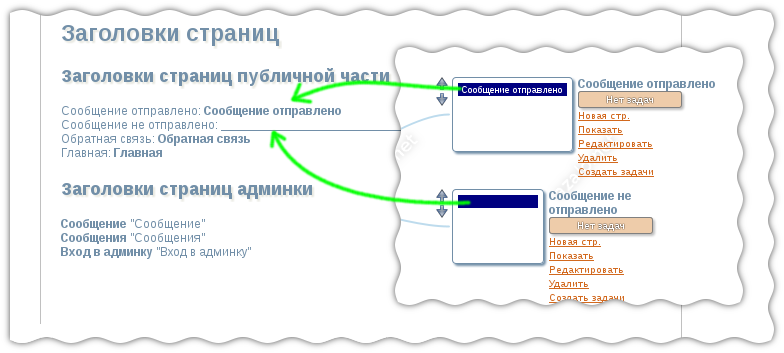 Заголовки страниц
Заголовки страниц публичной части
Сообщение отправлено: Сообщение отправлено
Сообщение не отправлено:
Обратная связь: Обратная связь
Главная: Главная
Заголовки страниц админки
Сообщение "Сообщение"
Сообщения "Сообщения"
Вход в админку "Вход в админку"
Сообщение отправлено
Сообщение отправлено
Нет задач
Новая стр.
Показать
Редактировать
Удалить
Создать задачи
Сообщение не
отправлено
Нет задач
Новая стр.
Показать
Редактировать
Удалить
Создать задачи